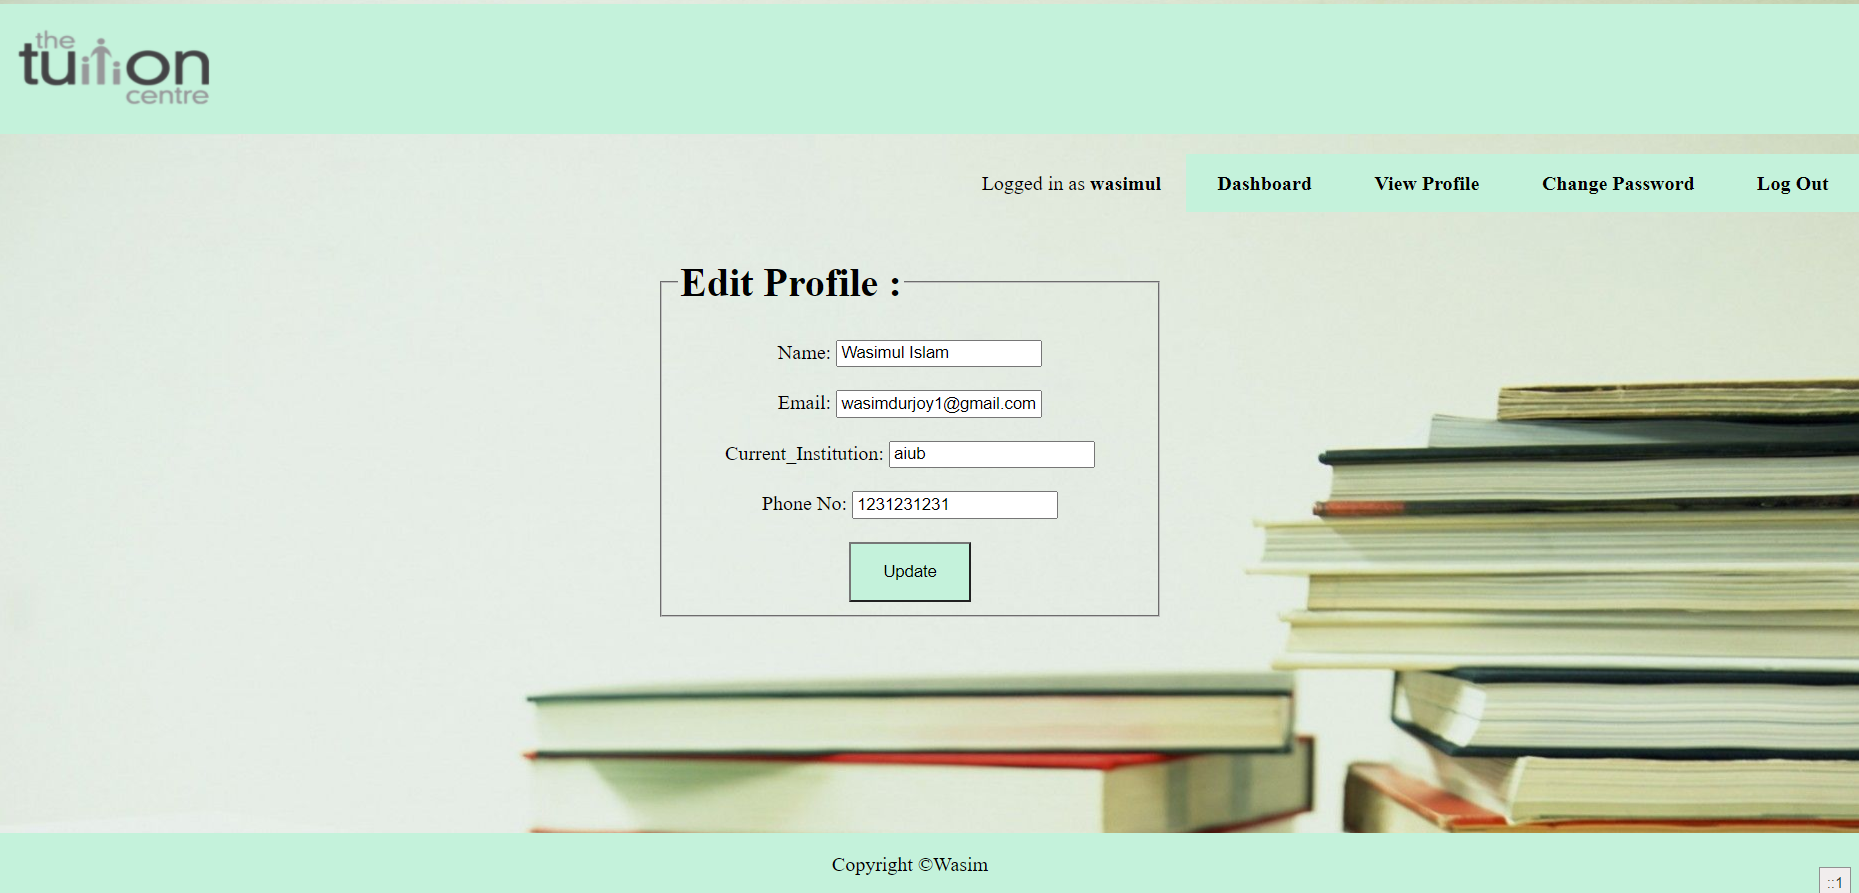 the
tuition
centre
Logged in as wasimul Dashboard View Profile Change Password Log Out
Edit Profile :
Name: Wasimul Islam
Email: wasimdurjoy1@gmail.com
Current_Institution: aiub
Phone No: 1231231231
Update
Copyright ©Wasim
::1